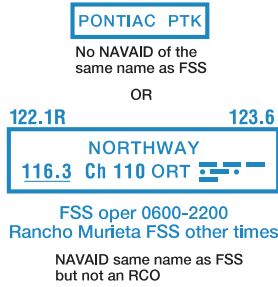 PONTIAC PTK
No NAVAID of the
same name as FSS
OR
122.1R 123.6
NORTHWAY
116.3 Ch 110 ORT
FSS oper 0600-2200
Rancho Murieta FSS other times
NAVAID same name as FSS
but not an RCO